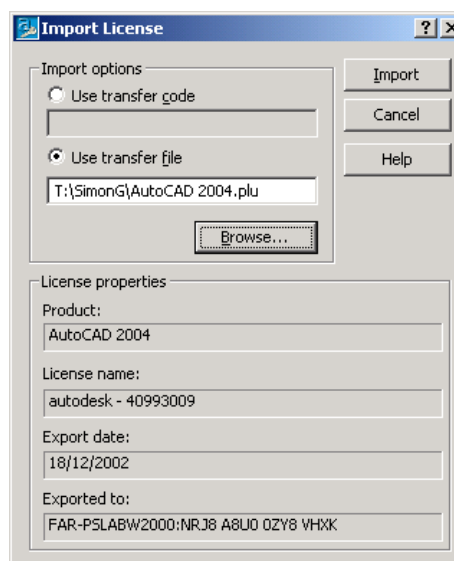 Import License
Import options
Use transfer code
Use transfer file
T:\SimonG\AutoCAD 2004.plu
Browse...
Import
Cancel
Help
License properties
Product:
AutoCAD 2004
License name:
autodesk - 40993009
Export date:
18/12/2002
Exported to:
FAR-PSLABW2000:NRJ8 A8U0 0ZY8 VHXK